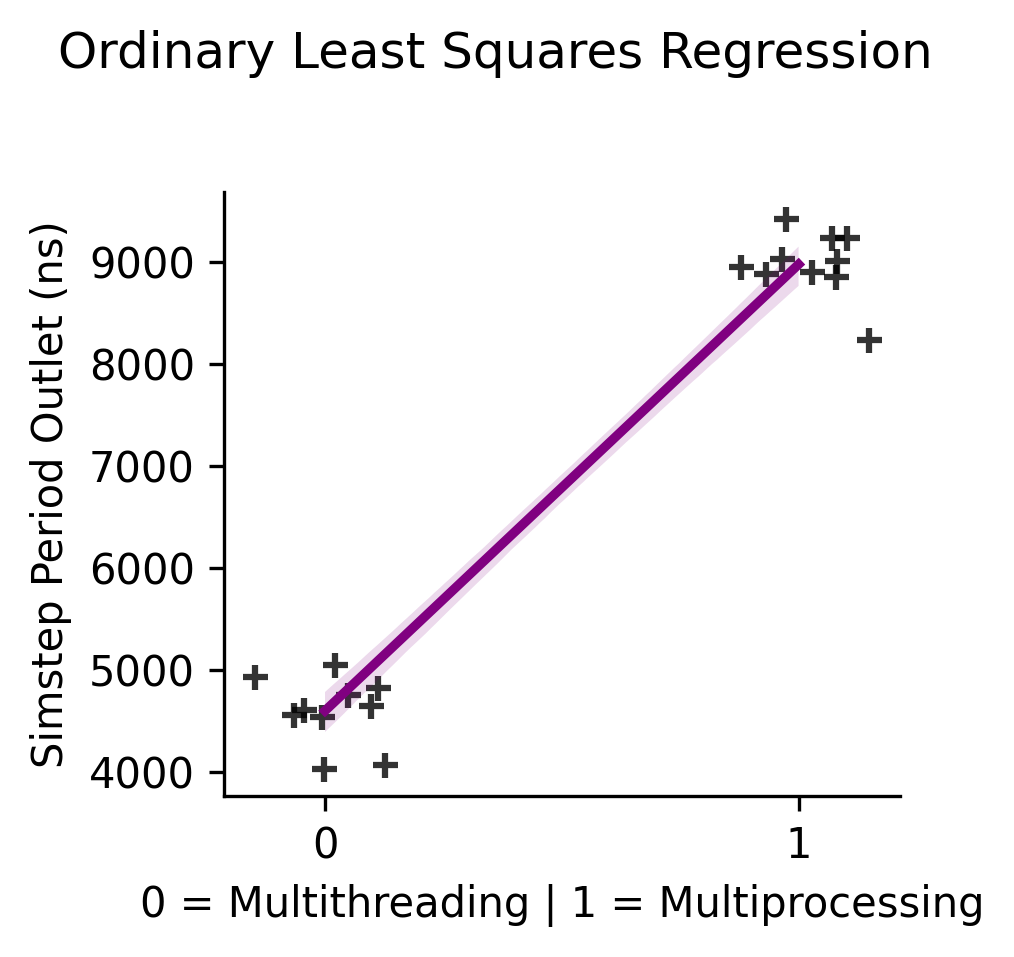 Ordinary Least Squares Regression
Simstep Period Outlet (ns)
9000
8000
7000
6000
5000
4000
0 1
0 = Multithreading | 1 = Multiprocessing